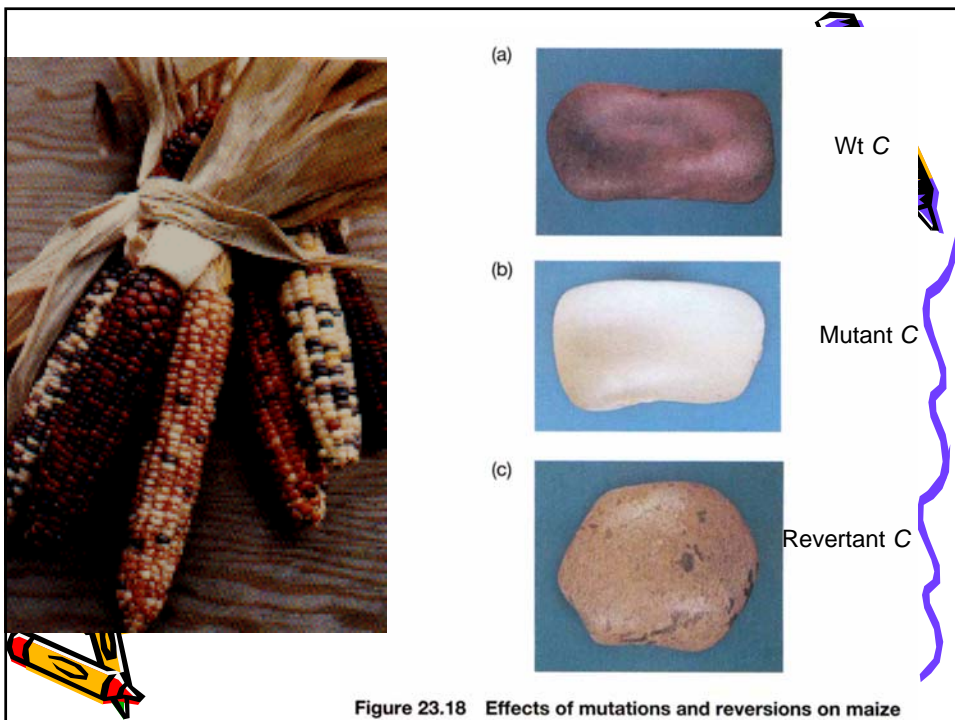 (a)
Wt C
(b)
Mutant C
(c)
Revertant C
Figure 23.18 Effects of mutations and reversions on maize